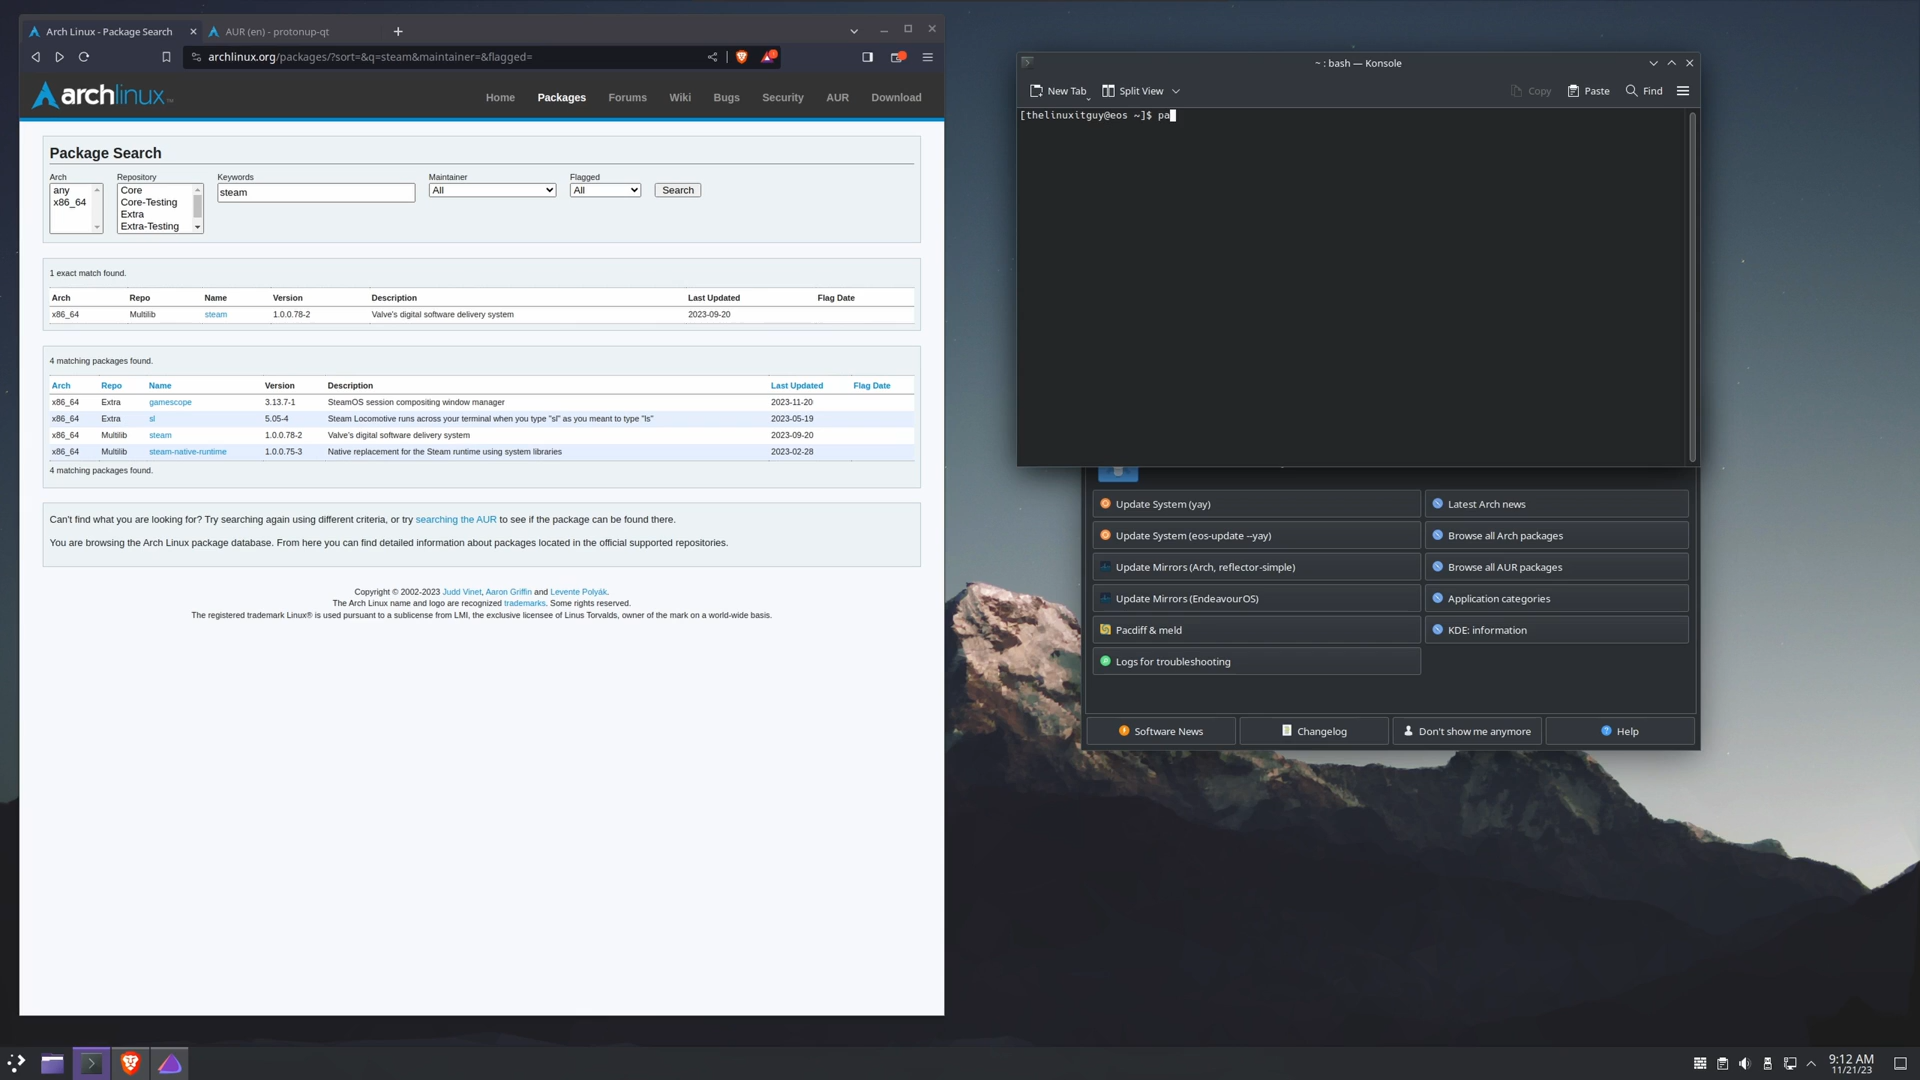 Arch Linux - Package Search
AUR (en) - protonup-qt
archlinux.org/packages/?sort=&q=steam&maintainer=&flagged=
archlinux
Home Packages Forums Wiki Bugs Security AUR Download
Package Search
Arch Repository Keywords Maintainer Flagged
any
x86_64
Core
Core-Testing
Extra
Extra-Testing
steam
All
All
Search
1 exact match found.
Arch Repo Name Version Description Last Updated Flag Date
x86_64 Multilib steam 1.0.0.78-2 Valve's digital software delivery system 2023-09-20
4 matching packages found.
Arch Repo Name Version Description Last Updated Flag Date
x86_64 Extra gamescope 3.13.7-1 SteamOS session compositing window manager 2023-11-20
x86_64 Extra sl 5.05-4 Steam Locomotive runs across your terminal when you type "sl" as you meant to type "ls" 2023-05-19
x86_64 Multilib steam 1.0.0.78-2 Valve's digital software delivery system 2023-09-20
x86_64 Multilib steam-native-runtime 1.0.0.75-3 Native replacement for the Steam runtime using system libraries 2023-02-28
4 matching packages found.
Can't find what you are looking for? Try searching again using different criteria, or try searching the AUR to see if the package can be found there.
You are browsing the Arch Linux package database. From here you can find detailed information about packages located in the official supported repositories.
Copyright © 2002-2023 Judd Vinet, Aaron Griffin and Levente Polyák.
The Arch Linux name and logo are recognized trademarks. Some rights reserved.
The registered trademark Linux® is used pursuant to a sublicense from LMI, the exclusive licensee of Linus Torvalds, owner of the mark on a world-wide basis.
~ : bash — Konsole
New Tab Split View Copy Paste Find
[thelinuxitguy@eos ~]$ pa
Update System (yay)
Latest Arch news
Update System (eos-update --yay)
Browse all Arch packages
Update Mirrors (Arch, reflector-simple)
Browse all AUR packages
Update Mirrors (EndeavourOS)
Application categories
Pacdiff & meld
KDE: information
Logs for troubleshooting
Software News
Changelog
Don't show me anymore
Help
9:12 AM
11/21/23